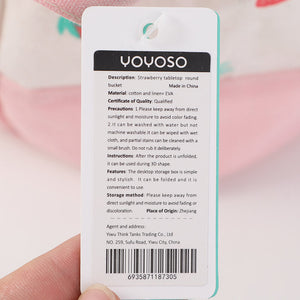 YOYOSO
Description: Strawberry tabletop round
bucket Made in China
Material: cotton and linen+ EVA
Certificate of Quality: Qualified
Precautions: 1.Please keep away from direct
sunlight and moisture to avoid color fading.
2.It can be washed with water but not
machine washable.It can be wiped with wet
cloth, and partial stains can be cleaned with a
small brush. Do not rub it deliberately
Instructions: After the product is unfolded,
it can be used during 3D shape.
Features: The desktop storage box is simple
and stylish. It can be folded and it is
convenient to use.
Storage method: Please keep away from
direct sunlight and moisture to avoid fading or
discoloration. Place of Origin: Zhejiang
Agent and address:
Yiwu Think Tanks Trading Co., Ltd
NO. 259, Sufu Road, Yiwu City, China
6935871187305